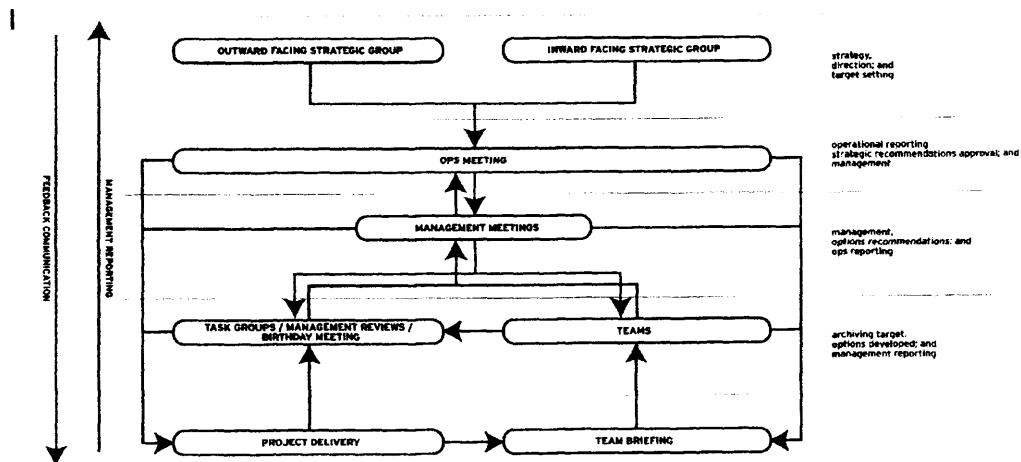 OUTWARD FACING STRATEGIC GROUP
INWARD FACING STRATEGIC GROUP
strategy,
direction; and
target setting
OPS MEETING
operational reporting
strategic recommendations approval; and
management
FEEDBACK COMMUNICATION
MANAGEMENT REPORTING
MANAGEMENT MEETINGS
management,
options recommendations; and
ops reporting
TASK GROUPS / MANAGEMENT REVIEWS /
BIRTHDAY MEETING
TEAMS
archiving target,
options developed; and
management reporting
PROJECT DELIVERY
TEAM BRIEFING